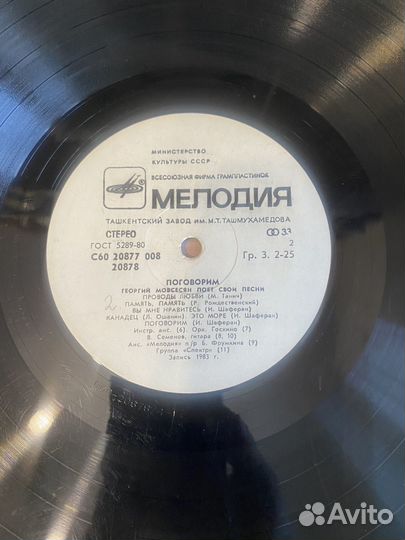 МИНИСТЕРСТВО
КУЛЬТУРЫ СССР
ВСЕСОЮЗНАЯ ФИРМА ГРАМПЛАСТИНОК
МЕЛОДИЯ
ТАШКЕНТСКИЙ ЗАВОД ИМ. М.Т. ТАШМУХАМЕДОВА
СТЕРЕО 33
ГОСТ 5289-80 2
С60 20877 008 Гр. 3. 2-25
20878
ПОГОВОРИМ
ГЕОРГИЙ МОВСЕСЯН ПОЕТ СВОИ ПЕСНИ
ПРОВОДЫ ЛЮБВИ (М. Танич)
2 ПАМЯТЬ, ПАМЯТЬ (Р. Рождественский)
ВЫ МНЕ НРАВИТЕСЬ (И. Шаферан)
КАНАДЕЦ (Л. Ошанин), ЭТО МОРЕ (И. Шаферан)
ПОГОВОРИМ (И. Шаферан)
Инстр. анс. (6), Орк. Госкино (7)
В. Семенов, гитара (8, 10)
Анс. «Мелодия» п/р Б. Фрумкина (9)
Группа «Спектр» (11)
Запись 1983 г.
Avito